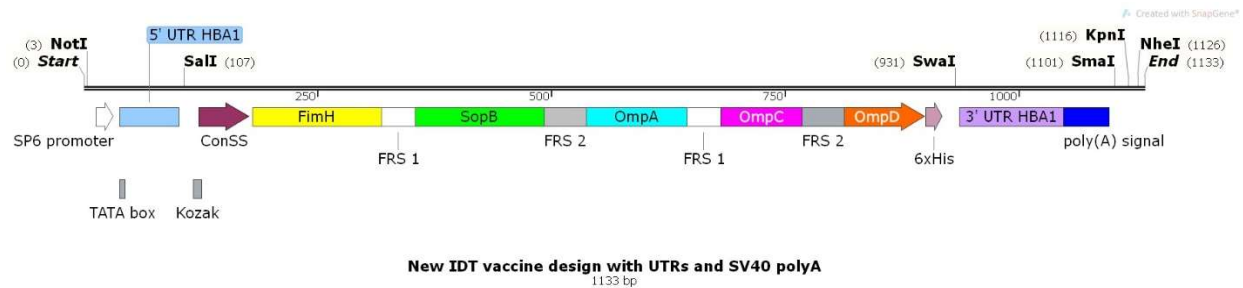 Created with SnapGene®
5' UTR HBA1
(1116) KpnI
(3) NotI
NheI (1126)
(0) Start
SalI (107)
(931) SwaI
(1101) SmaI
End (1133)
250
500
750
1000
FimH
SopB
OmpA
OmpC
OmpD
3' UTR HBA1
SP6 promoter
ConSS
FRS 1
FRS 2
FRS 1
FRS 2
6xHis
poly(A) signal
TATA box
Kozak
New IDT vaccine design with UTRs and SV40 polyA
1133 bp